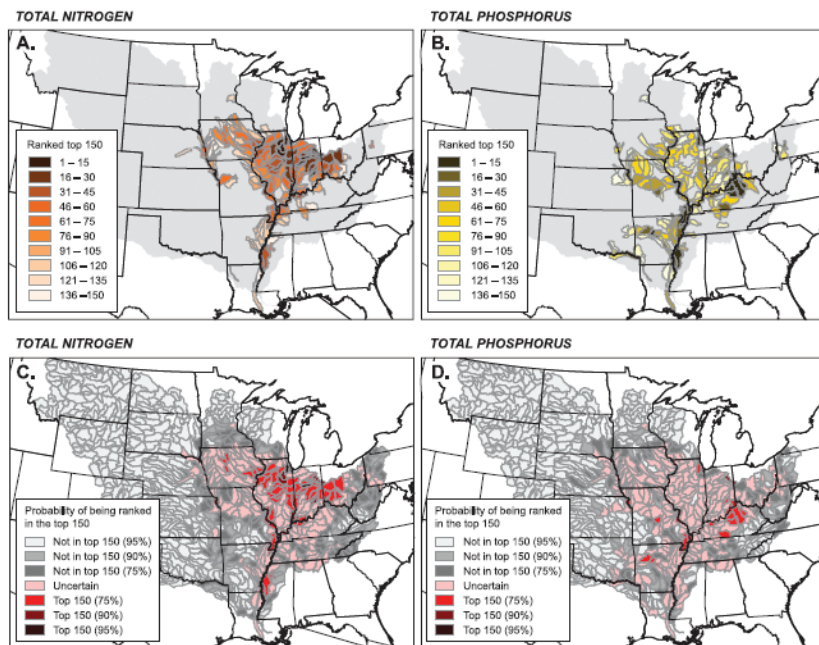 TOTAL NITROGEN
TOTAL PHOSPHORUS
A.
Ranked top 150
1 – 15
16 – 30
31 – 45
46 – 60
61 – 75
76 – 90
91 – 105
106 – 120
121 – 135
136 – 150
B.
Ranked top 150
1 – 15
16 – 30
31 – 45
46 – 60
61 – 75
76 – 90
91 – 105
106 – 120
121 – 135
136 – 150
TOTAL NITROGEN
TOTAL PHOSPHORUS
C.
Probability of being ranked
in the top 150
Not in top 150 (95%)
Not in top 150 (90%)
Not in top 150 (75%)
Uncertain
Top 150 (75%)
Top 150 (90%)
Top 150 (95%)
D.
Probability of being ranked
in the top 150
Not in top 150 (95%)
Not in top 150 (90%)
Not in top 150 (75%)
Uncertain
Top 150 (75%)
Top 150 (90%)
Top 150 (95%)